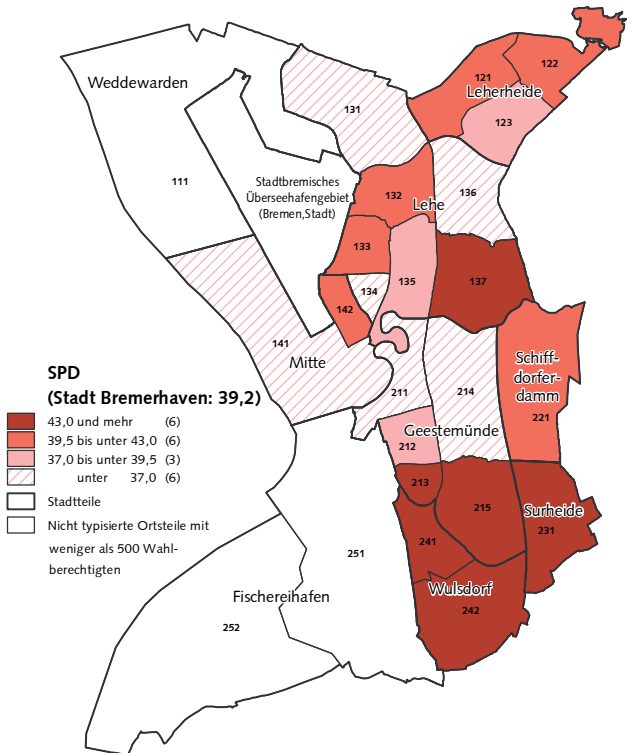 122
121
Weddewarden
Leherheide
131
123
111
Stadtbremisches
Überseehafengebiet
(Bremen,Stadt)
132
136
Lehe
133
134
135
137
142
141
Mitte
SPD
(Stadt Bremerhaven: 39,2)
43,0 und mehr (6)
39,5 bis unter 43,0 (6)
37,0 bis unter 39,5 (3)
unter 37,0 (6)
Stadtteile
Nicht typisierte Ortsteile mit
weniger als 500 Wahl-
berechtigten
Schiff-
dorfer-
damm
221
211
214
Geestemünde
212
213
215
Surheide
231
241
251
Wulsdorf
242
Fischereihafen
252